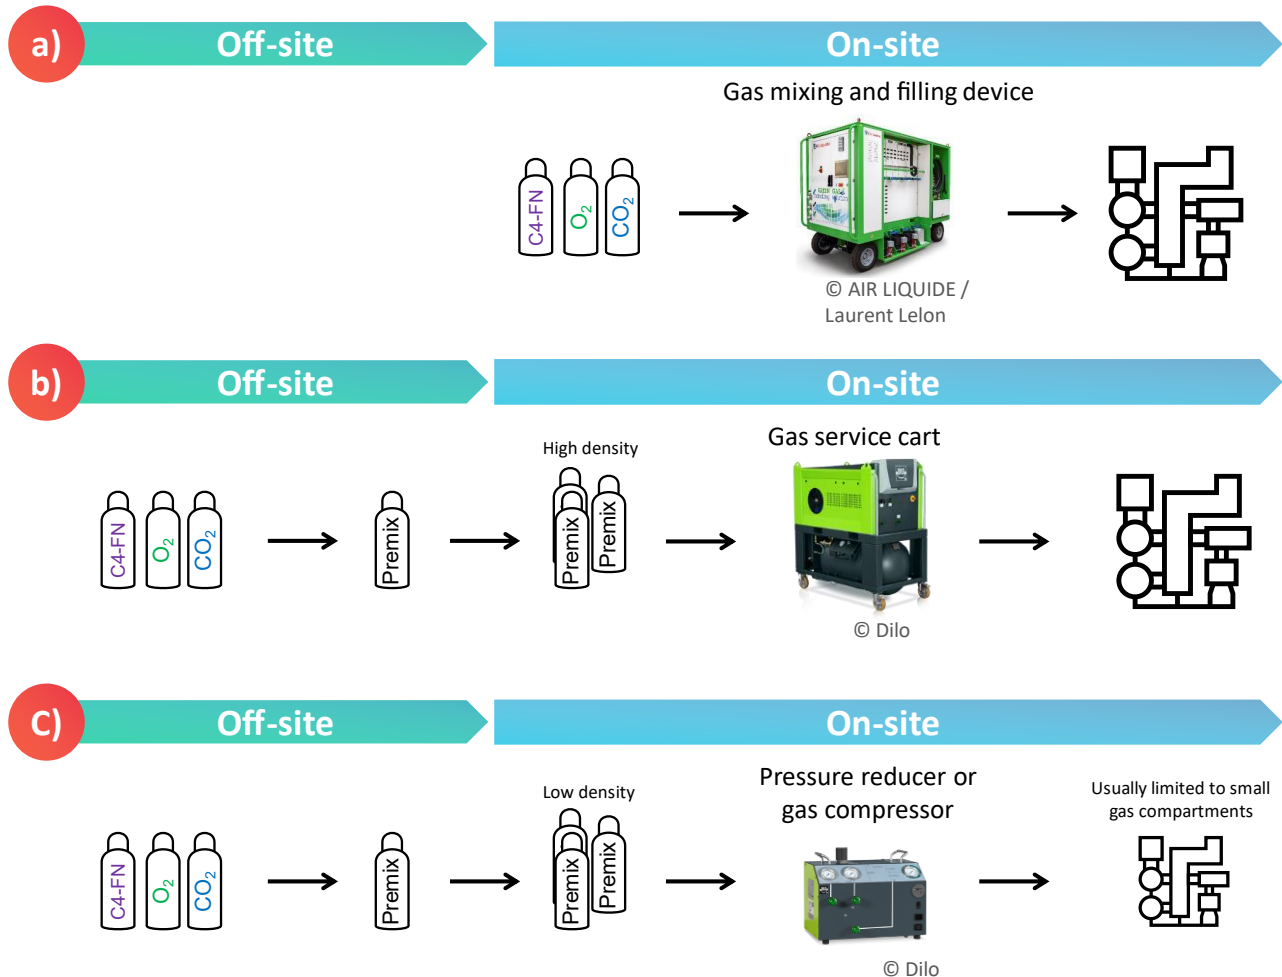 a)
Off-site
On-site
Gas mixing and filling device
C4-FN
O₂
CO₂
© AIR LIQUIDE /
Laurent Lelon
b)
Off-site
On-site
High density
Gas service cart
C4-FN
O₂
CO₂
Premix
Premix
Premix
© Dilo
C)
Off-site
On-site
Low density
Pressure reducer or
gas compressor
Usually limited to small
gas compartments
C4-FN
O₂
CO₂
Premix
Premix
Premix
© Dilo